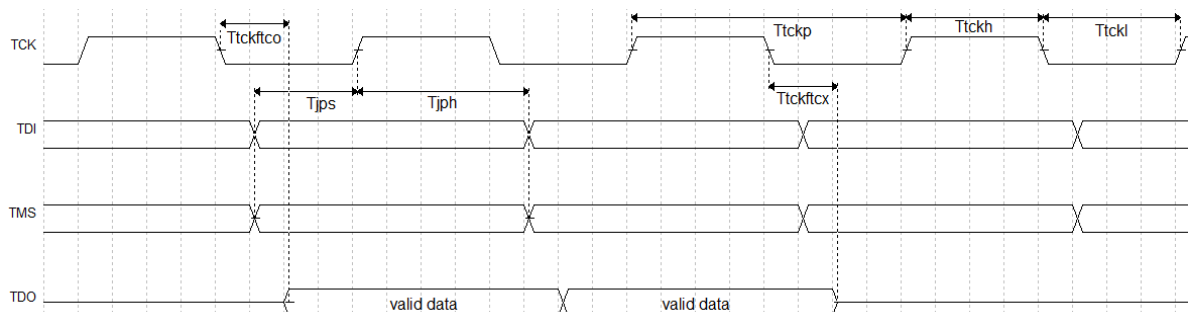 TCK
Ttckftco
Ttckp
Ttckh
Ttckl
Tjps
Tjph
Ttckftcx
TDI
TMS
TDO
valid data
valid data